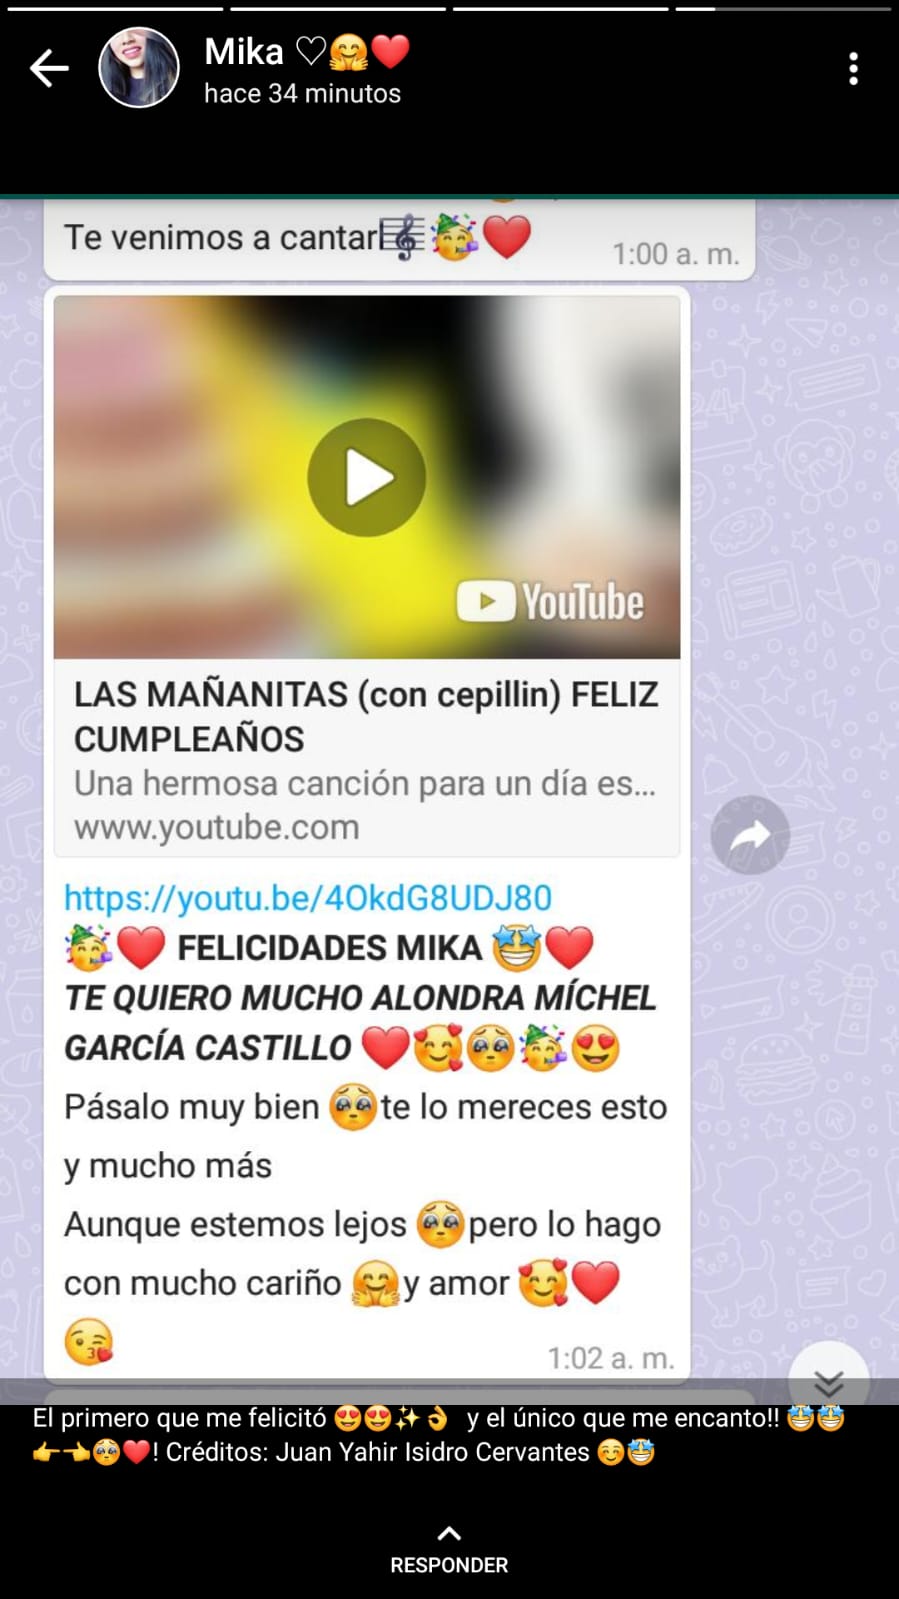 Mika ♡🤗❤️
hace 34 minutos
Te venimos a cantar🎼🥳❤️
1:00 a. m.
YouTube
LAS MAÑANITAS (con cepillin) FELIZ
CUMPLEAÑOS
Una hermosa canción para un día es...
www.youtube.com
https://youtu.be/4OkdG8UDJ80
🥳❤️ FELICIDADES MIKA 🤩❤️
TE QUIERO MUCHO ALONDRA MÍCHEL
GARCÍA CASTILLO ❤️🥰🥺🥳😍
Pásalo muy bien 🥺te lo mereces esto
y mucho más
Aunque estemos lejos 🥺pero lo hago
con mucho cariño 🤗y amor 🥰❤️
😘
1:02 a. m.
El primero que me felicitó 😍😍✨👌 y el único que me encanto!! 🤩🤩
👉👈🥺❤️! Créditos: Juan Yahir Isidro Cervantes ☺️🤩
RESPONDER